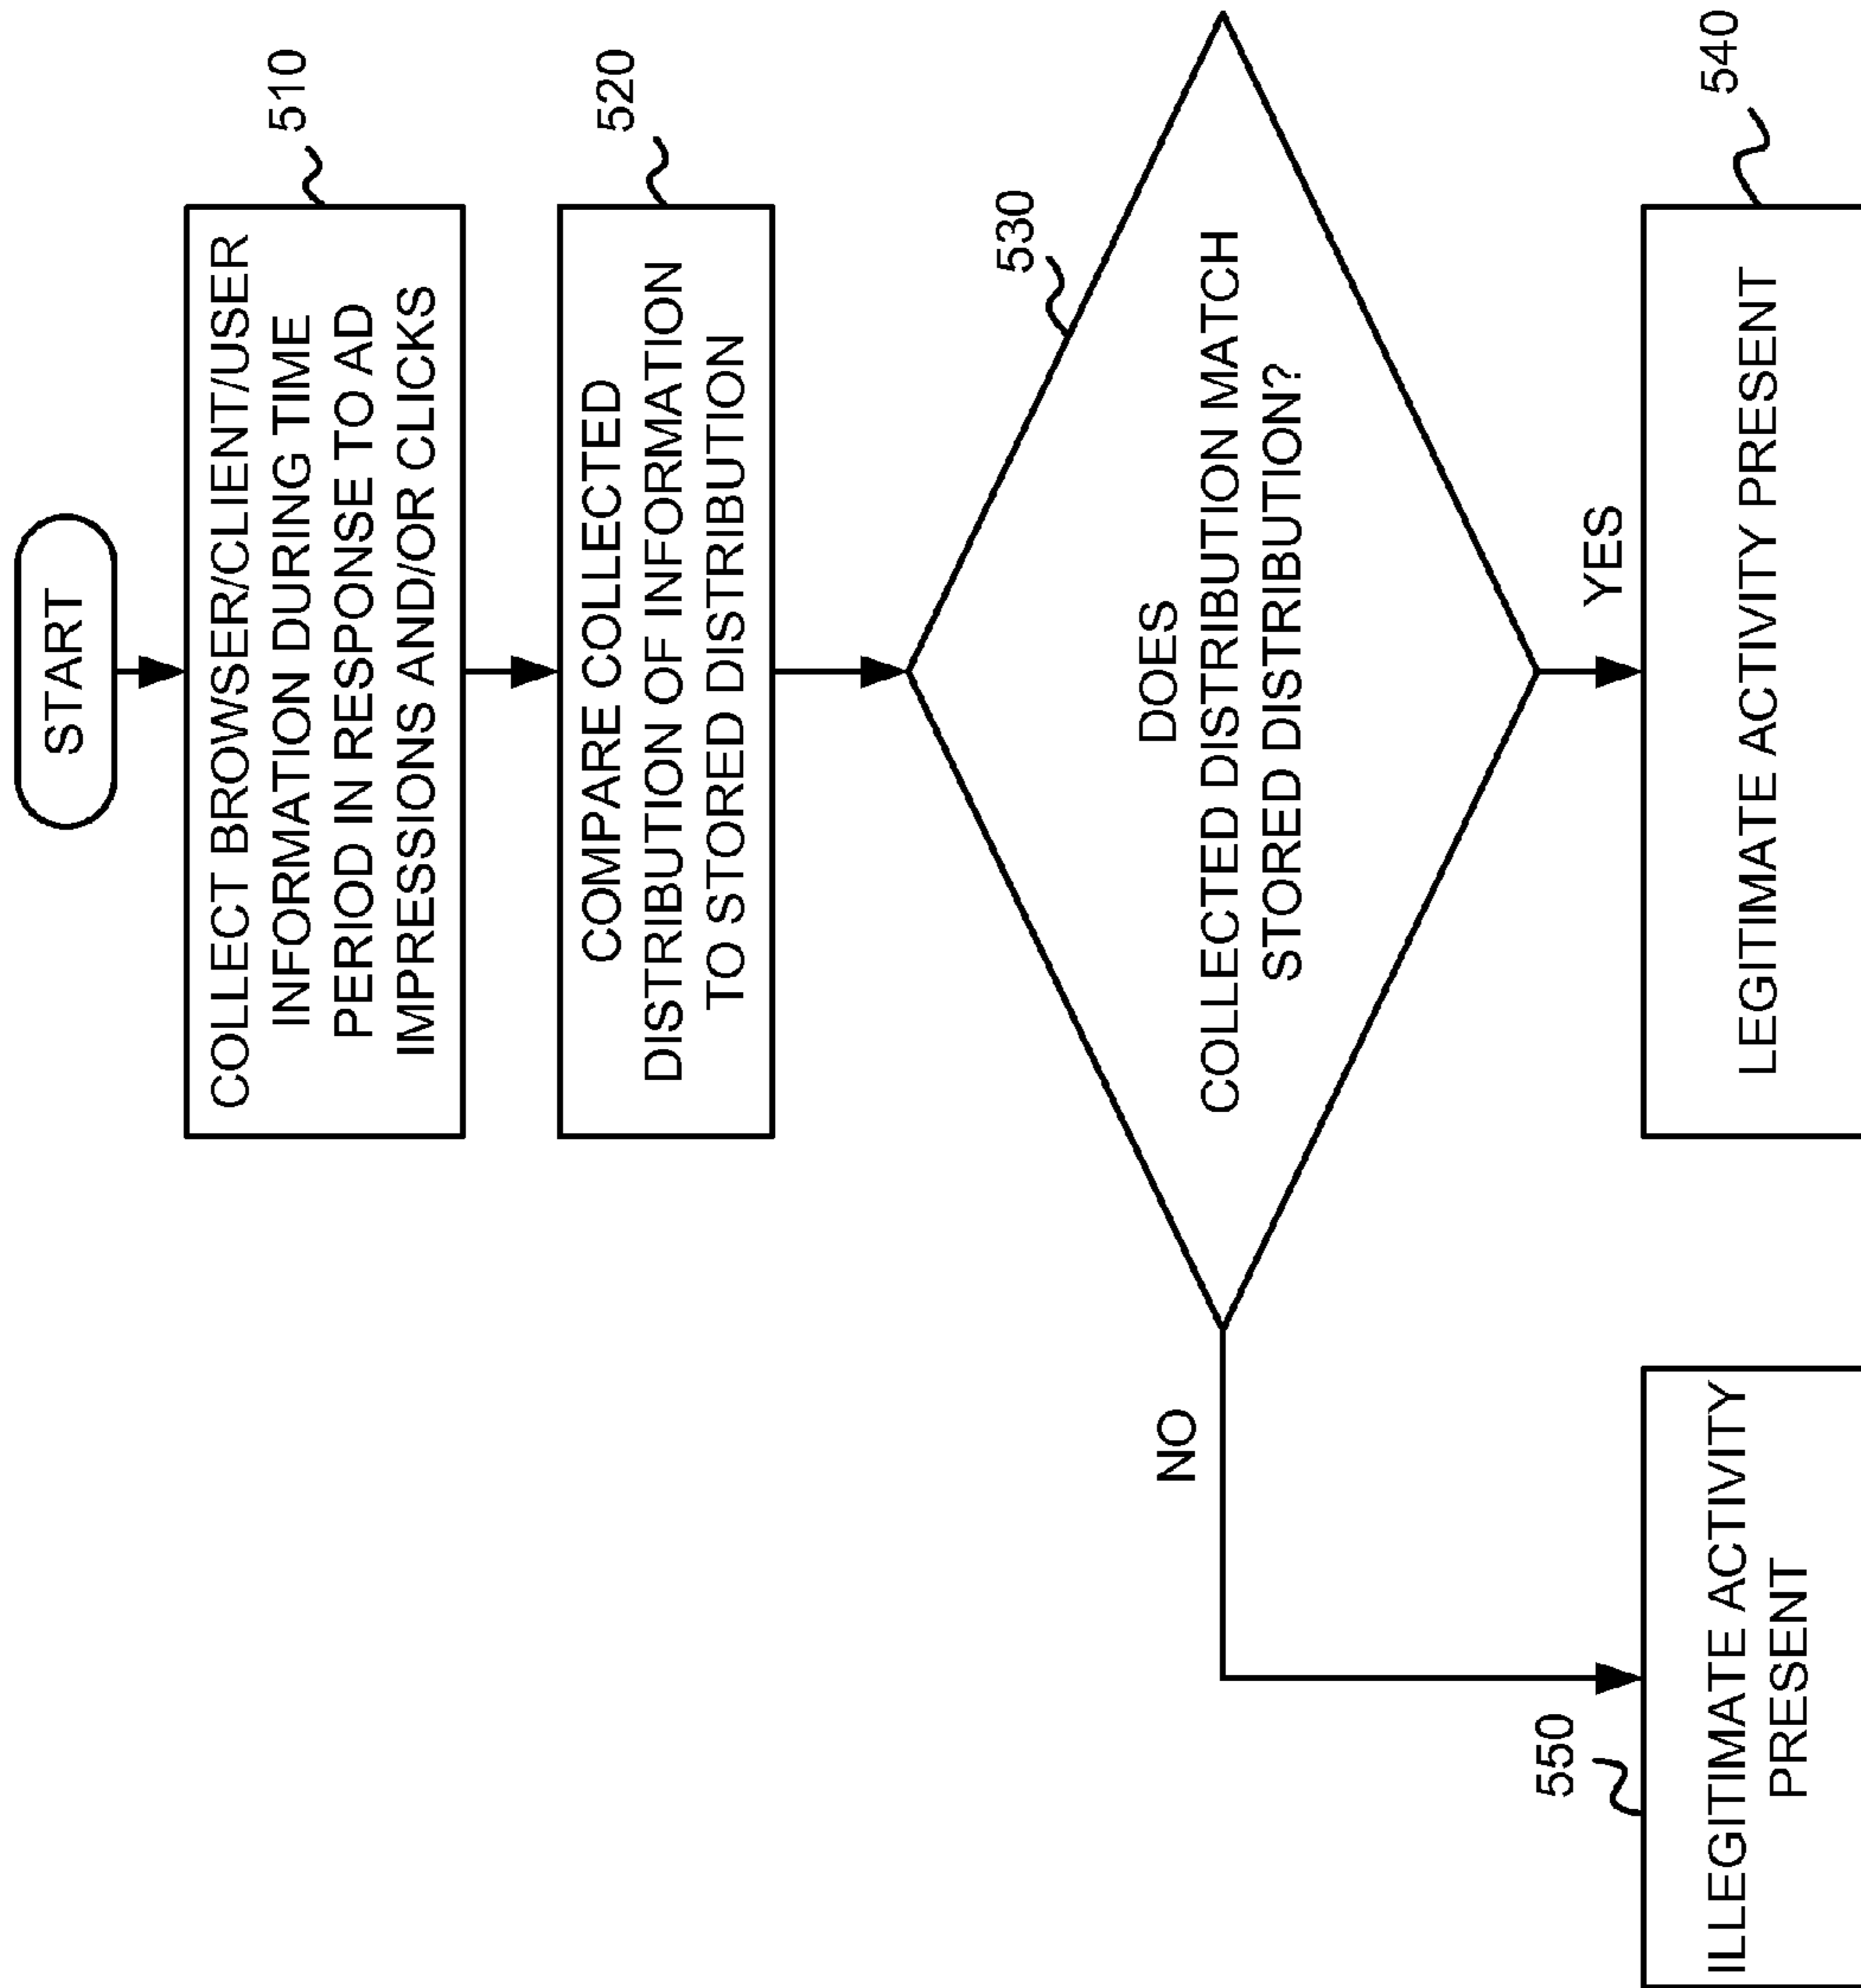 START
COLLECT BROWSER/CLIENT/USER
INFORMATION DURING TIME
PERIOD IN RESPONSE TO AD
IMPRESSIONS AND/OR CLICKS
510
COMPARE COLLECTED
DISTRIBUTION OF INFORMATION
TO STORED DISTRIBUTION
520
DOES
COLLECTED DISTRIBUTION MATCH
STORED DISTRIBUTION?
530
NO
YES
550
ILLEGITIMATE ACTIVITY
PRESENT
LEGITIMATE ACTIVITY PRESENT
540